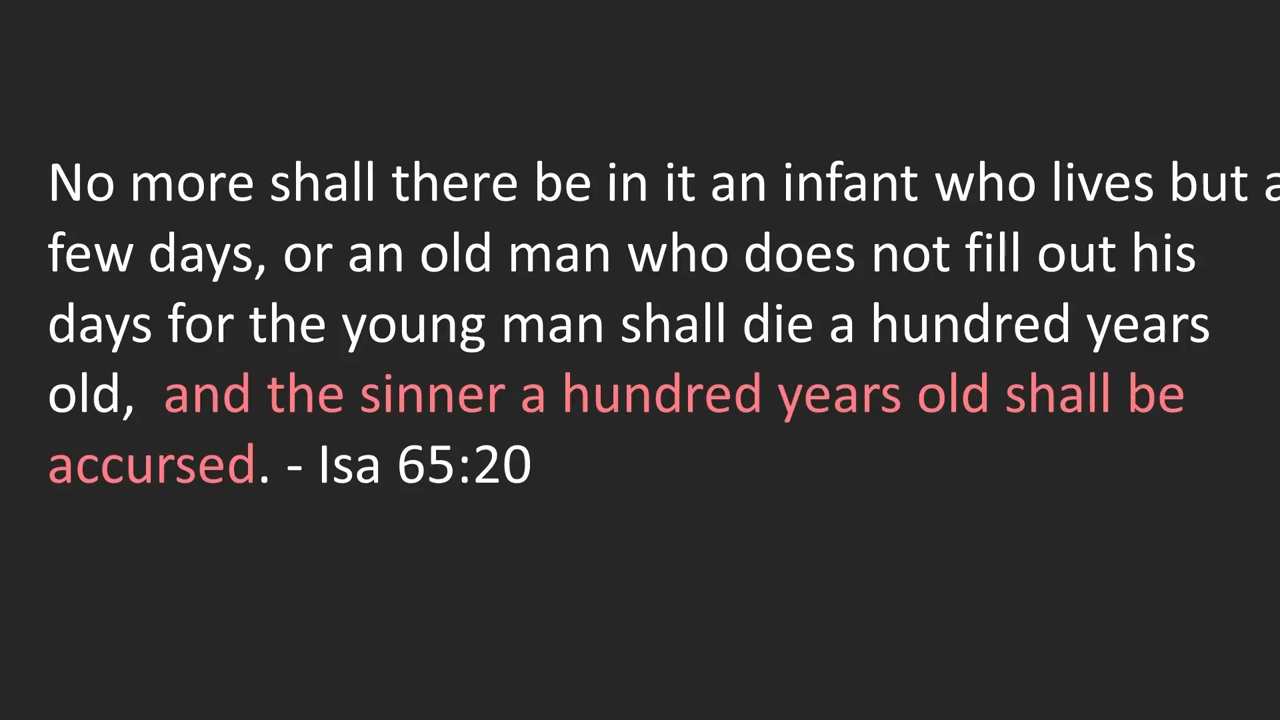 No more shall there be in it an infant who lives but a
few days, or an old man who does not fill out his
days for the young man shall die a hundred years
old,  and the sinner a hundred years old shall be
accursed. - Isa 65:20